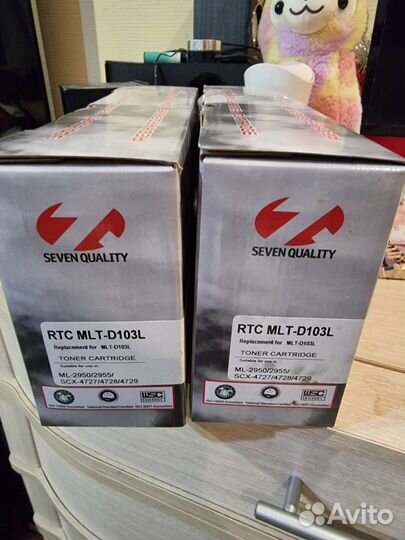 SEVEN QUALITY
RTC MLT-D103L
Replacement for MLT-D103L
TONER CARTRIDGE
Suitable for use in
ML-2950/2955/
SCX-4727/4728/4729
SEVEN QUALITY
RTC MLT-D103L
Replacement for MLT-D103L
TONER CARTRIDGE
Suitable for use in
ML-2950/2955/
SCX-4727/4728/4729
Avito